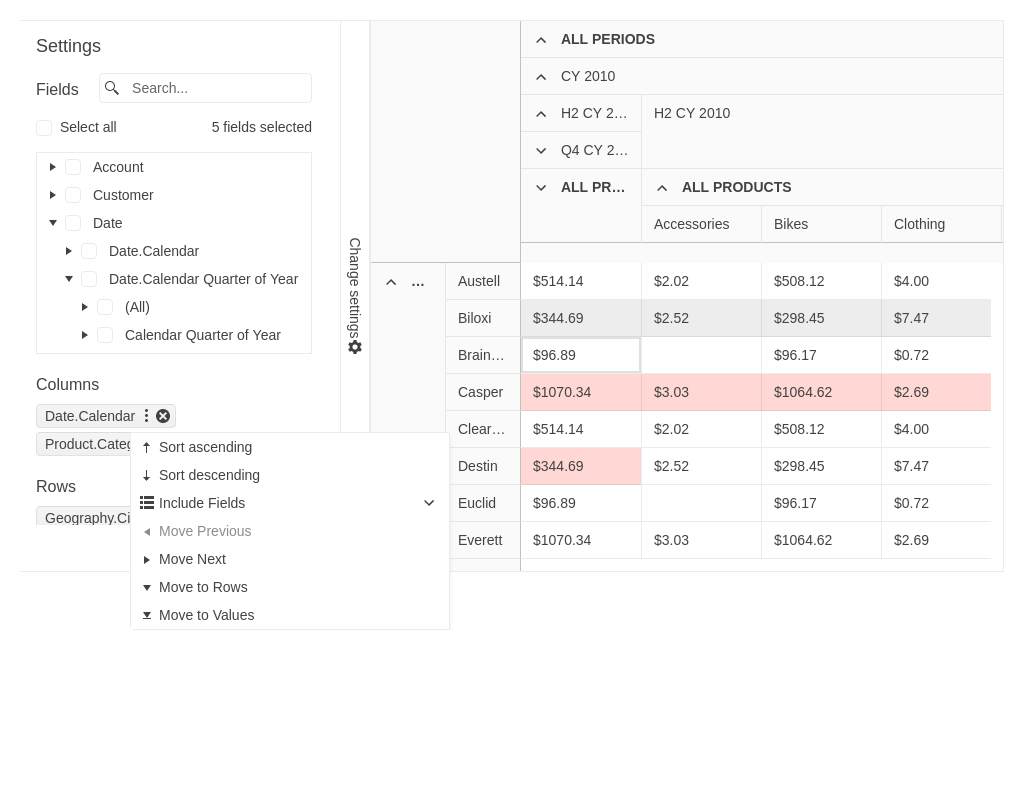 Settings
Fields
Search...
Select all
5 fields selected
Account
Customer
Date
Date.Calendar
Date.Calendar Quarter of Year
(All)
Calendar Quarter of Year
Columns
Date.Calendar
Product.Categ
Rows
Geography.Ci
Sort ascending
Sort descending
Include Fields
Move Previous
Move Next
Move to Rows
Move to Values
Change settings
ALL PERIODS
CY 2010
H2 CY 2… H2 CY 2010
Q4 CY 2…
ALL PR… ALL PRODUCTS
Accessories Bikes Clothing
…
Austell $514.14 $2.02 $508.12 $4.00
Biloxi $344.69 $2.52 $298.45 $7.47
Brain… $96.89 $96.17 $0.72
Casper $1070.34 $3.03 $1064.62 $2.69
Clear… $514.14 $2.02 $508.12 $4.00
Destin $344.69 $2.52 $298.45 $7.47
Euclid $96.89 $96.17 $0.72
Everett $1070.34 $3.03 $1064.62 $2.69